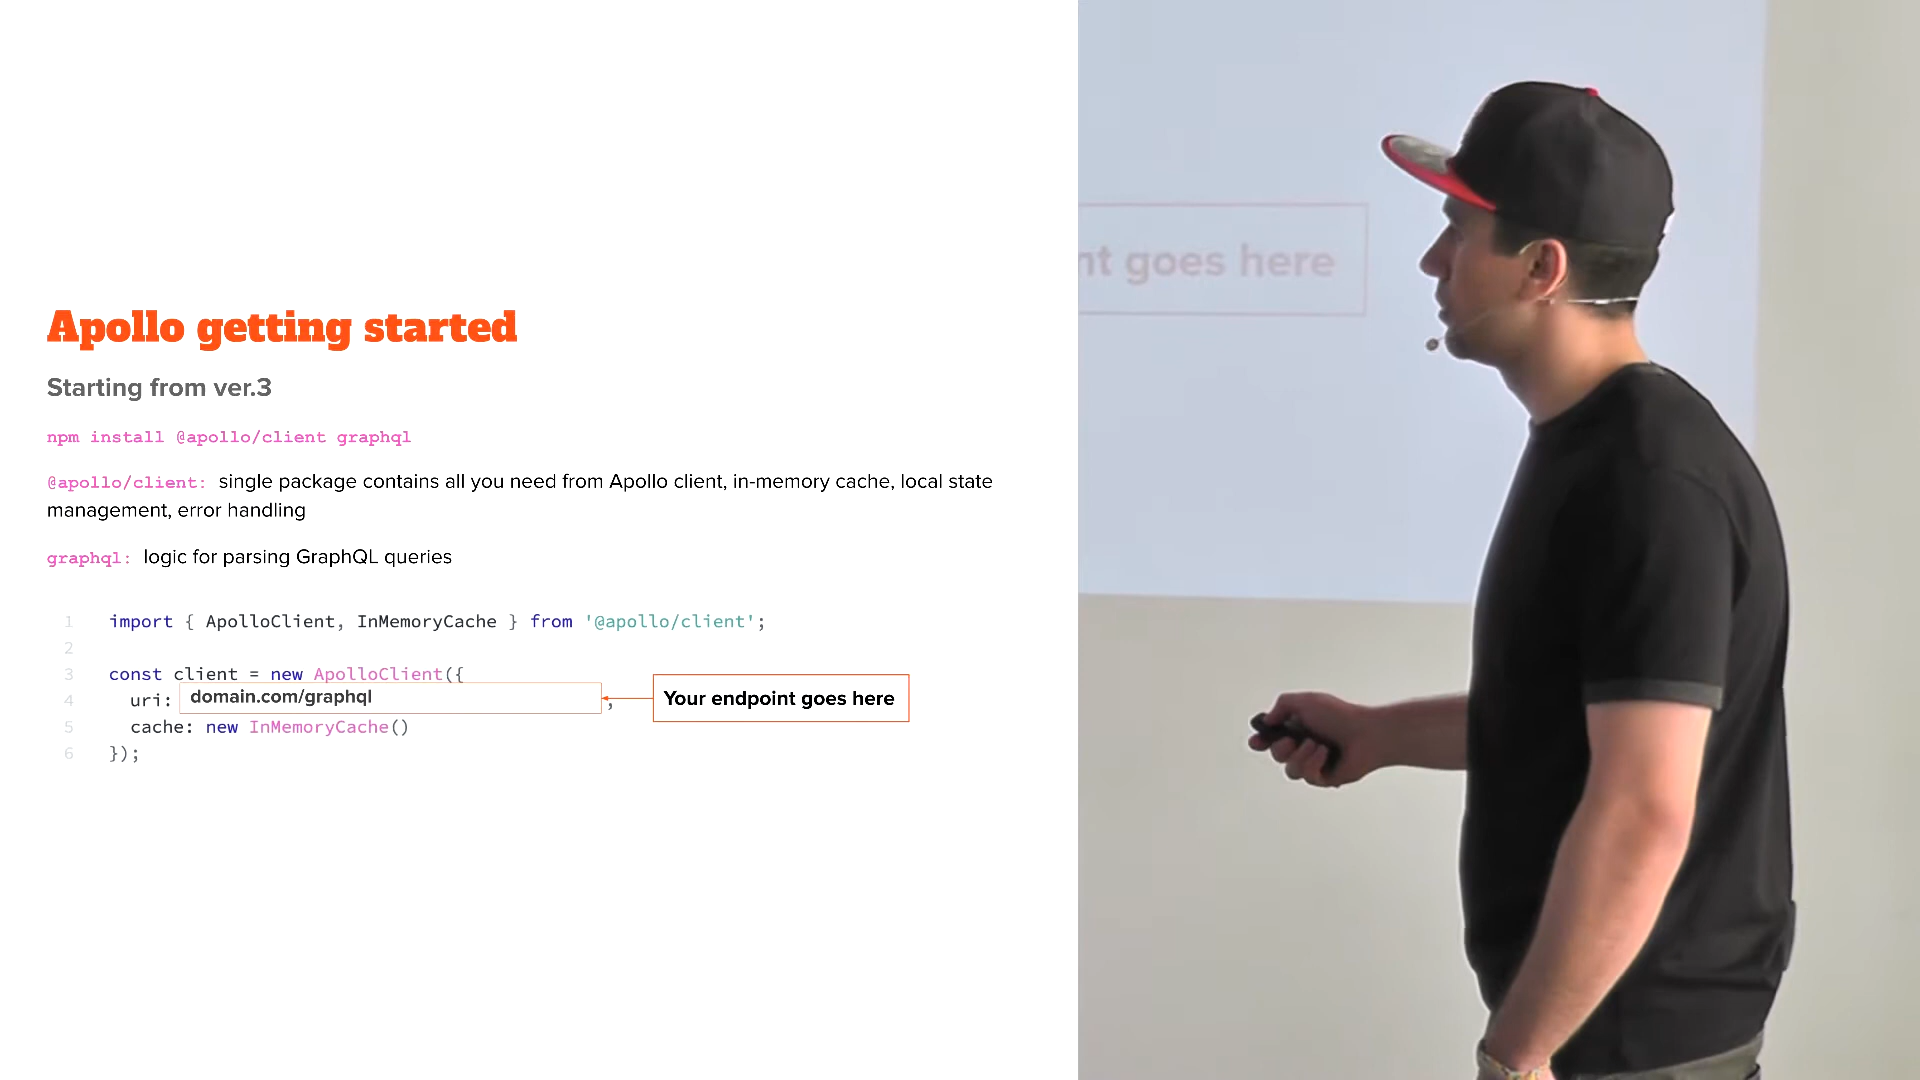 Apollo getting started
Starting from ver.3
npm install @apollo/client graphql
@apollo/client: single package contains all you need from Apollo client, in-memory cache, local state
management, error handling
graphql: logic for parsing GraphQL queries
1 import { ApolloClient, InMemoryCache } from '@apollo/client';
2
3 const client = new ApolloClient({
4 uri: domain.com/graphql ,
Your endpoint goes here
5 cache: new InMemoryCache()
6 });
nt goes here